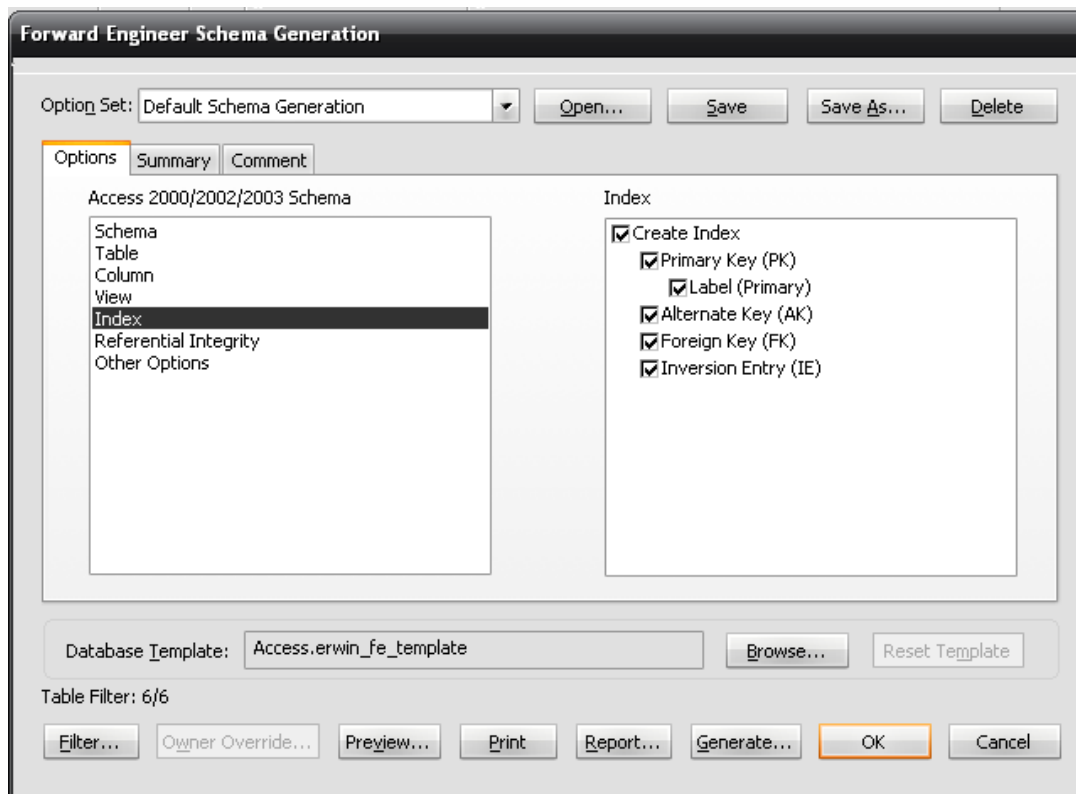 Forward Engineer Schema Generation
Option Set: Default Schema Generation Open... Save Save As... Delete
Options Summary Comment
Access 2000/2002/2003 Schema Index
Schema
Table
Column
View
Index
Referential Integrity
Other Options
Create Index
Primary Key (PK)
Label (Primary)
Alternate Key (AK)
Foreign Key (FK)
Inversion Entry (IE)
Database Template: Access.erwin_fe_template Browse... Reset Template
Table Filter: 6/6
Filter... Owner Override... Preview... Print Report... Generate... OK Cancel